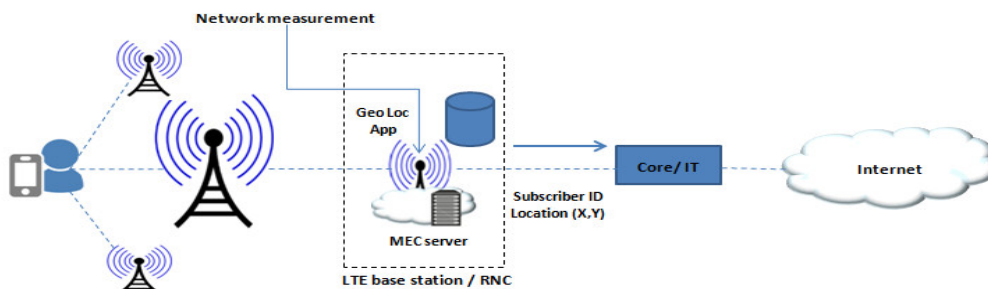 Network measurement
Geo Loc
App
MEC server
LTE base station / RNC
Subscriber ID
Location (X,Y)
Core/ IT
Internet